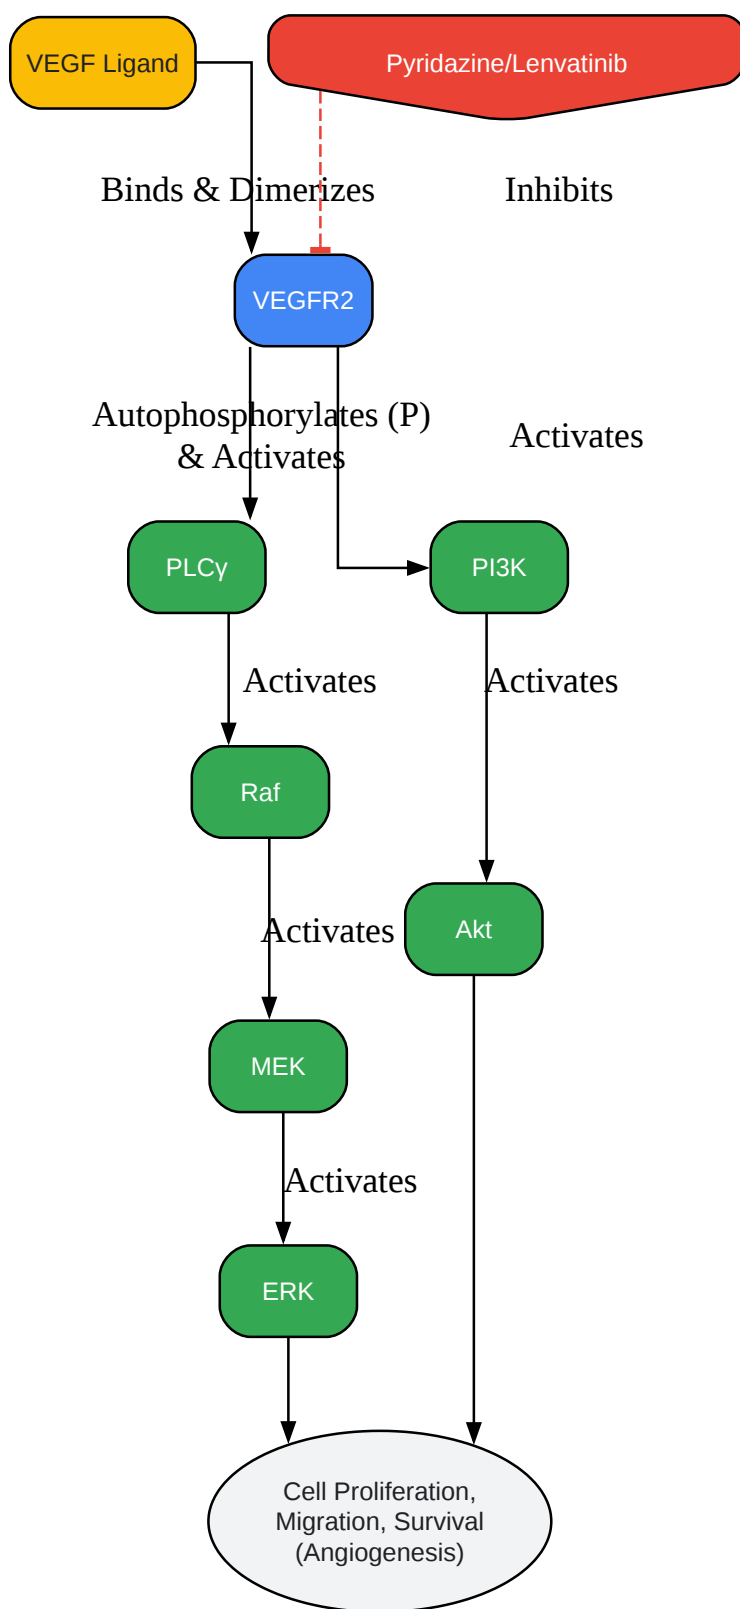 VEGF Ligand
Pyridazine/Lenvatinib
Binds & Dimerizes
Inhibits
VEGFR2
Autophosphorylates (P)
& Activates
Activates
PLCγ
PI3K
Activates
Activates
Raf
Activates
Akt
MEK
Activates
ERK
Cell Proliferation,
Migration, Survival
(Angiogenesis)